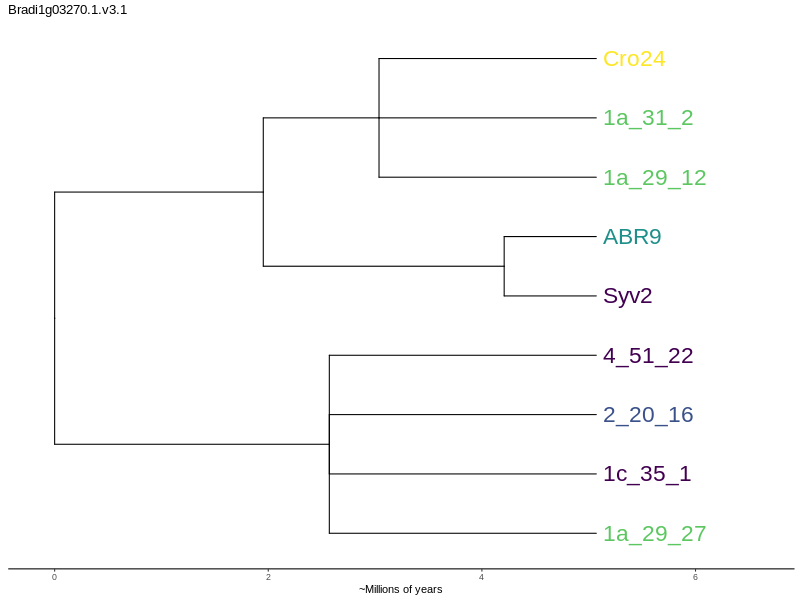 Bradi1g03270.1.v3.1
Cro24
1a_31_2
1a_29_12
ABR9
Syv2
4_51_22
2_20_16
1c_35_1
1a_29_27
0 2 4 6
~Millions of years